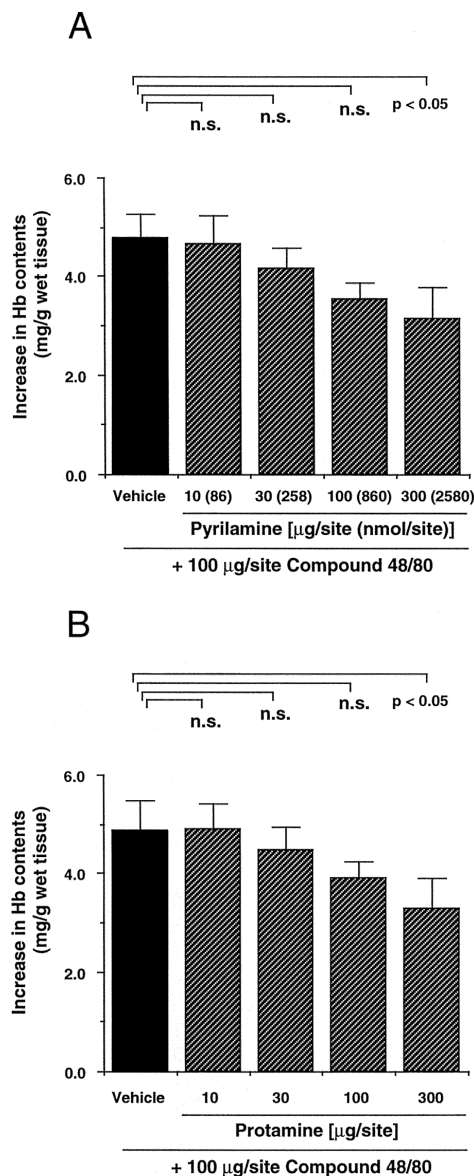 A
n.s. n.s. n.s. p < 0.05
Increase in Hb contents
(mg/g wet tissue)
6.0
4.0
2.0
0.0
Vehicle 10 (86) 30 (258) 100 (860) 300 (2580)
Pyrilamine [μg/site (nmol/site)]
+ 100 μg/site Compound 48/80
B
n.s. n.s. n.s. p < 0.05
Increase in Hb contents
(mg/g wet tissue)
6.0
4.0
2.0
0.0
Vehicle 10 30 100 300
Protamine [μg/site]
+ 100 μg/site Compound 48/80